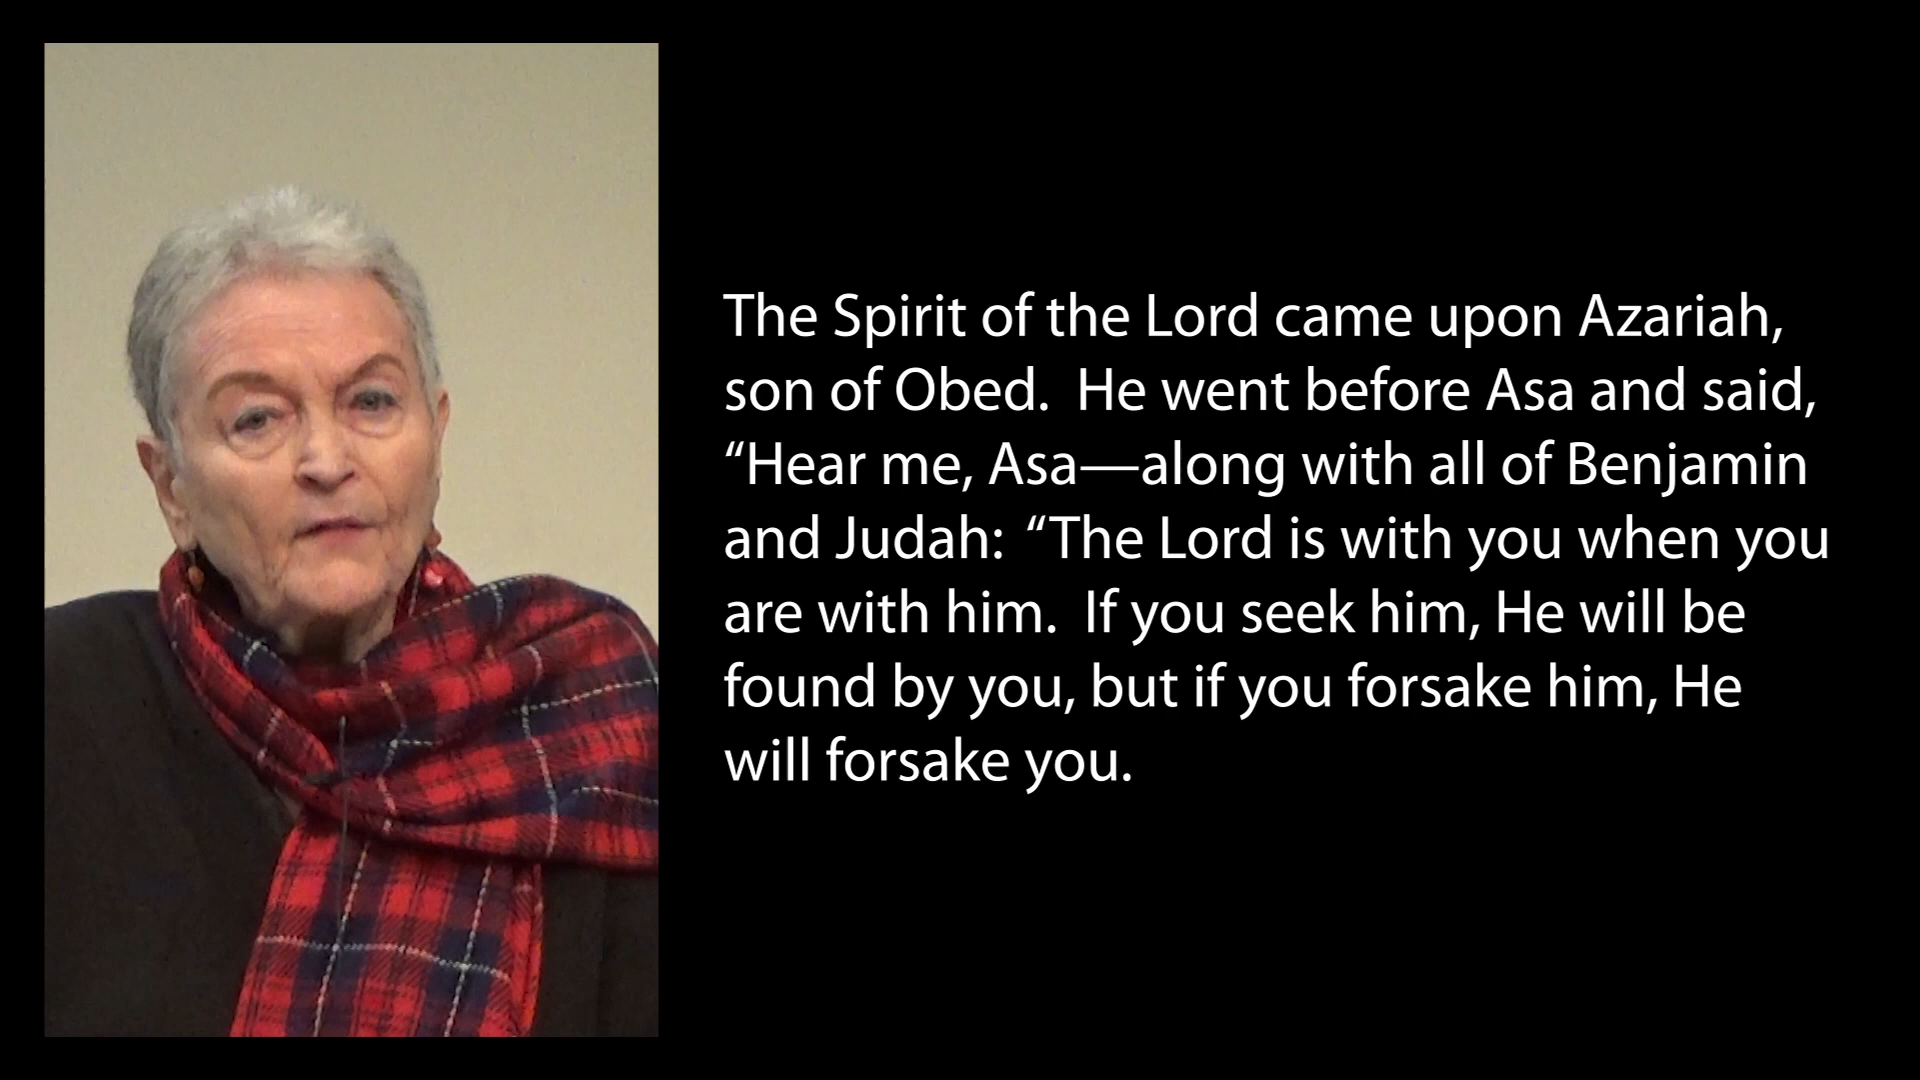 The Spirit of the Lord came upon Azariah,
son of Obed.  He went before Asa and said,
“Hear me, Asa—along with all of Benjamin
and Judah:  “The Lord is with you when you
are with him.  If you seek him, He will be
found by you, but if you forsake him, He
will forsake you.